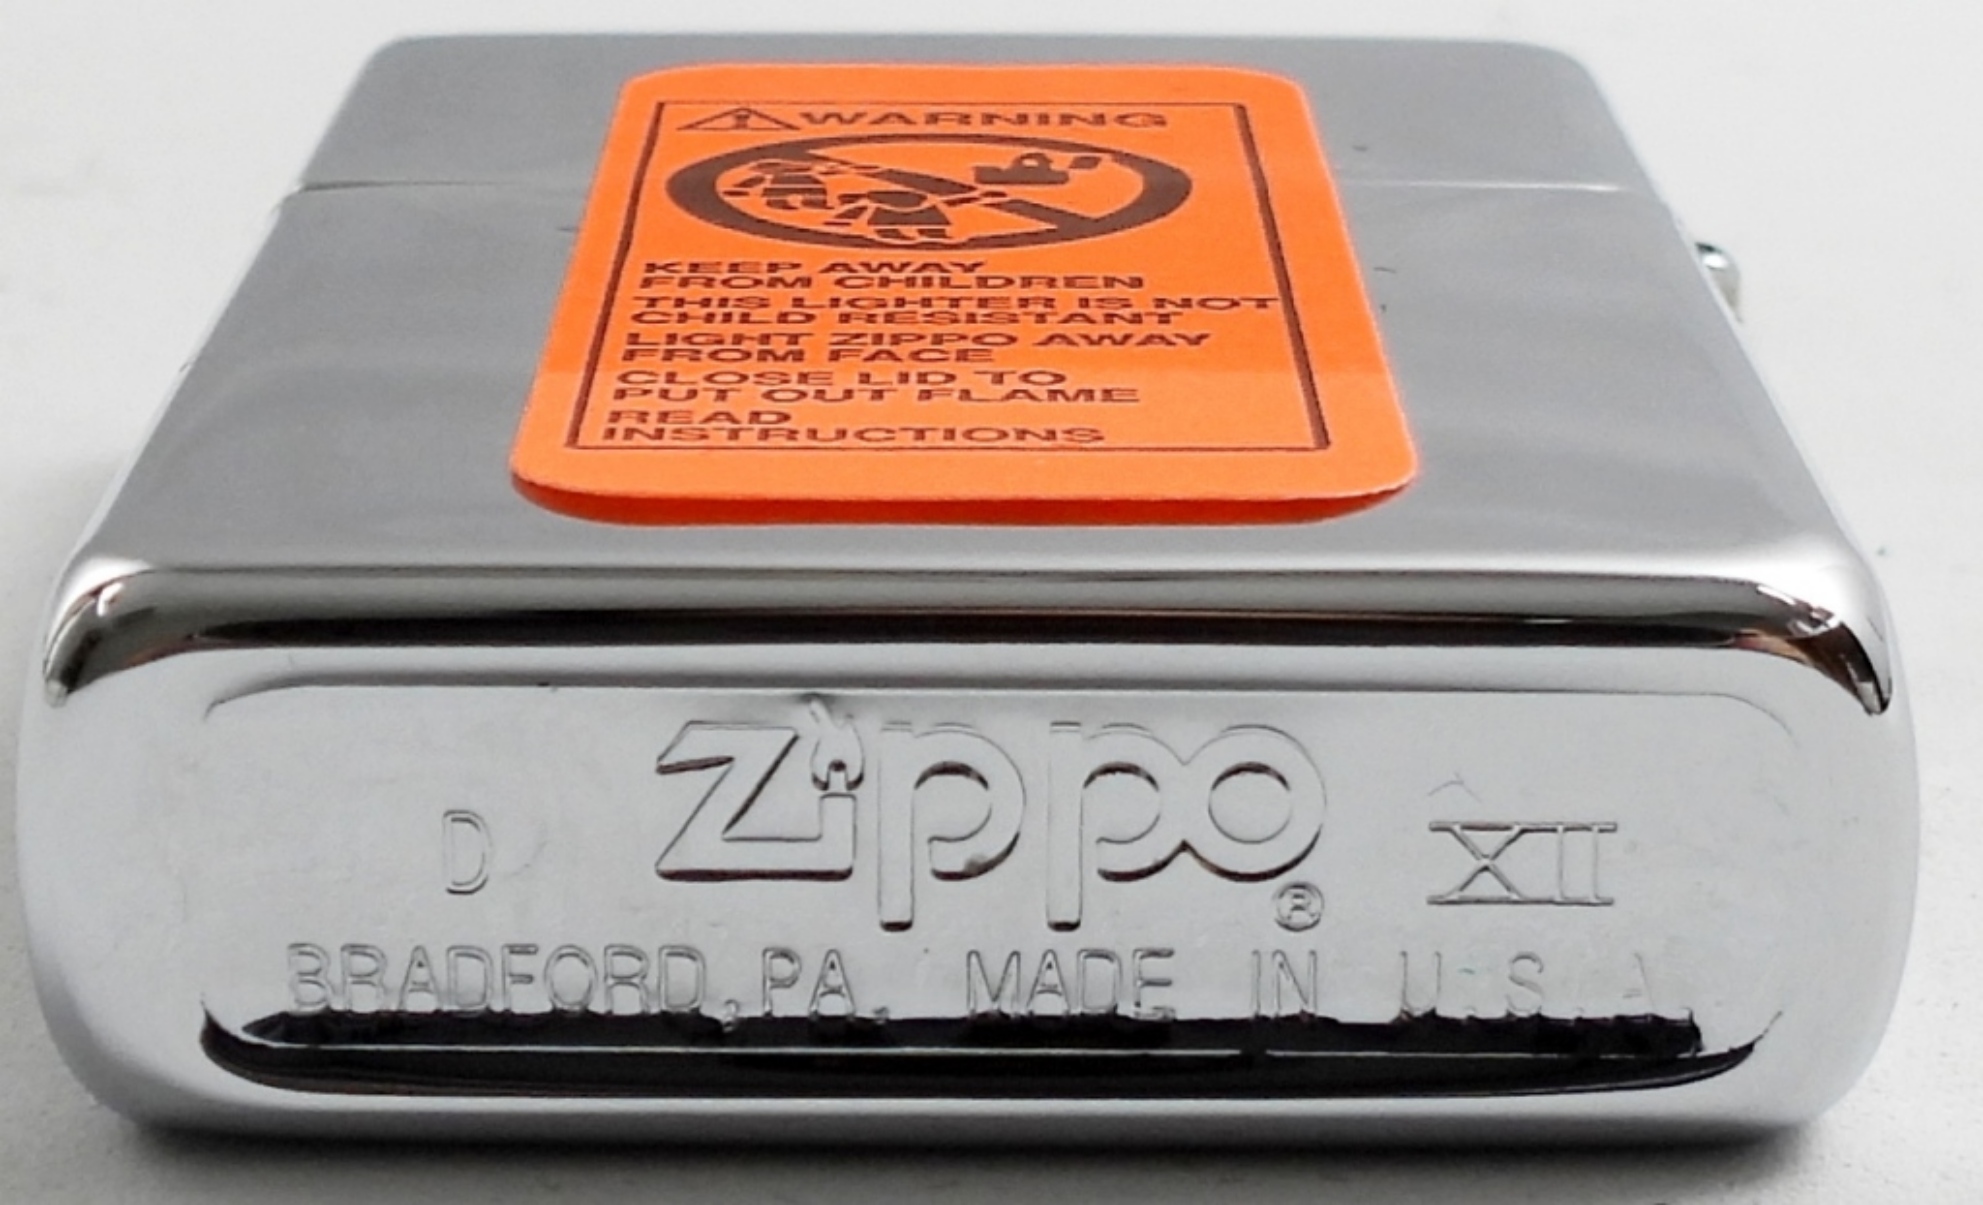 WARNING
KEEP AWAY
FROM CHILDREN
THIS LIGHTER IS NOT
CHILD RESISTANT
LIGHT ZIPPO AWAY
FROM FACE
CLOSE LID TO
PUT OUT FLAME
READ
INSTRUCTIONS
D Zippo® XII
BRADFORD, PA. MADE IN U.S.A.